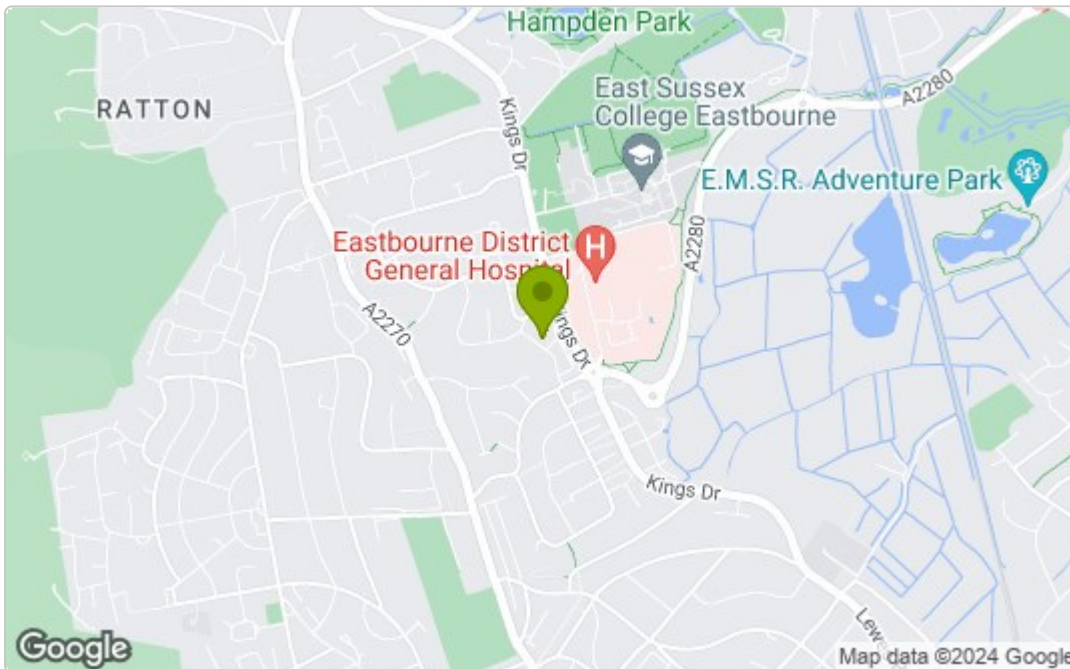 Hampden Park
RATTON
Kings Dr
East Sussex
College Eastbourne
A2280
E.M.S.R. Adventure Park
Eastbourne District
General Hospital
H
A2280
A2270
Kings Dr
Kings Dr
Lew
Google
Map data ©2024 Google